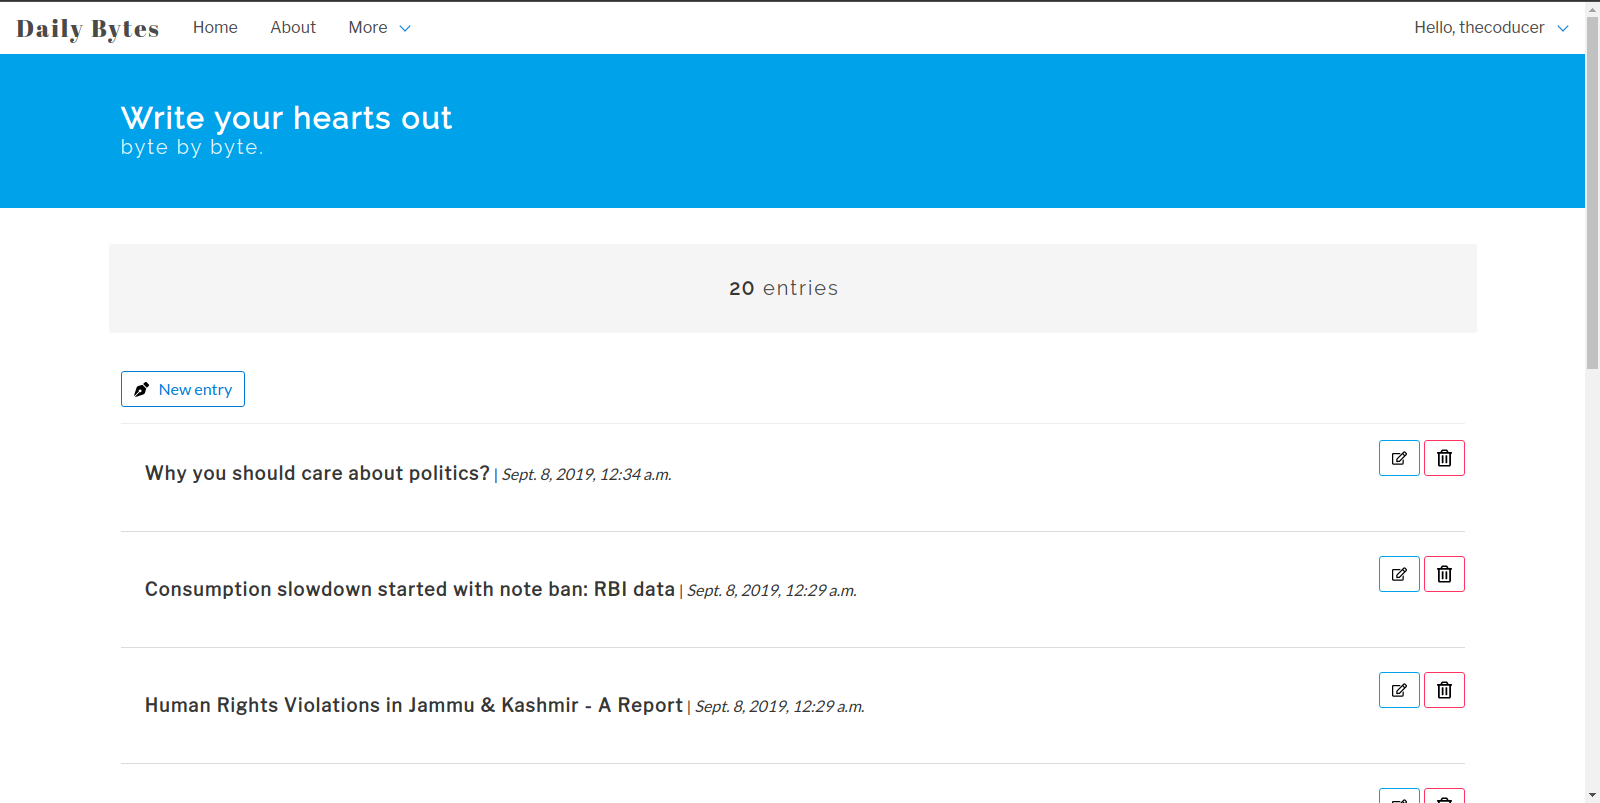 Daily Bytes Home About More Hello, thecoducer
Write your hearts out
byte by byte.
20 entries
New entry
Why you should care about politics? | Sept. 8, 2019, 12:34 a.m.
Consumption slowdown started with note ban: RBI data | Sept. 8, 2019, 12:29 a.m.
Human Rights Violations in Jammu & Kashmir - A Report | Sept. 8, 2019, 12:29 a.m.